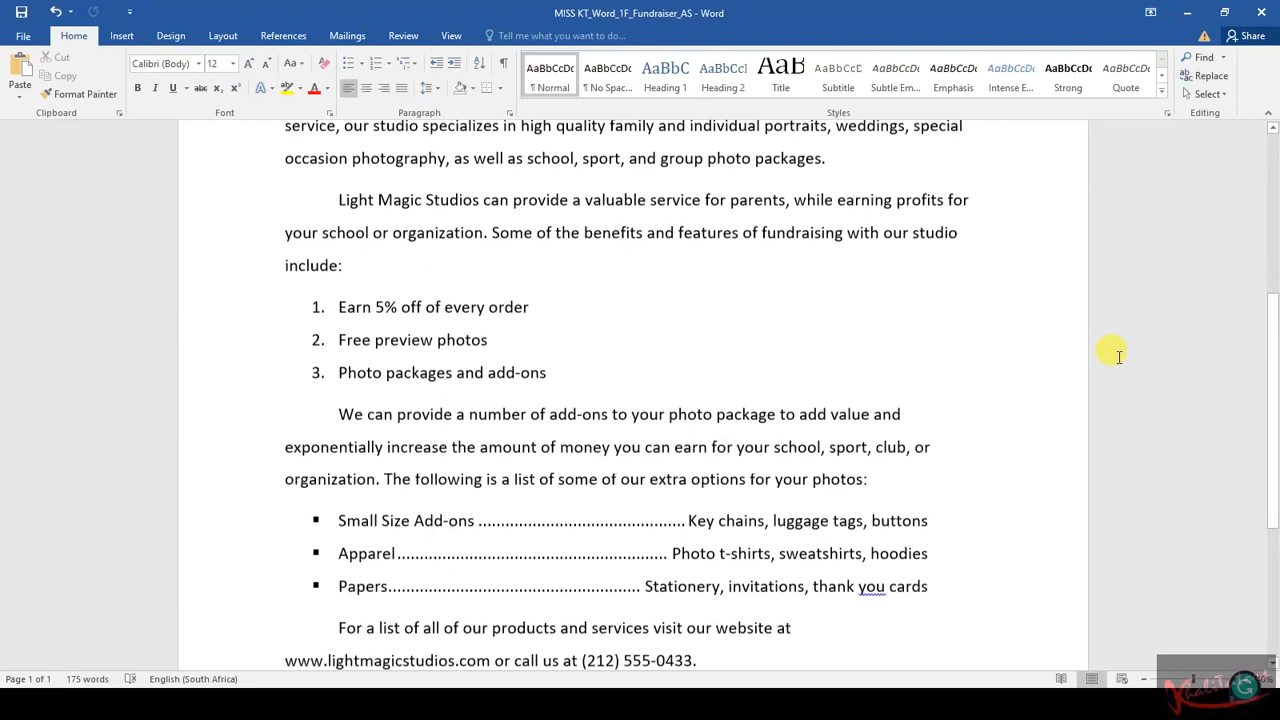 MISS KT_Word_1F_Fundraiser_AS - Word
File Home Insert Design Layout References Mailings Review View Tell me what you want to do... Share
Paste Cut Copy Format Painter
Calibri (Body) 12
¶ Normal ¶ No Spac... Heading 1 Heading 2 Title Subtitle Subtle Em... Emphasis Intense E... Strong Quote
Find Replace Select
Clipboard Font Paragraph Styles Editing
service, our studio specializes in high quality family and individual portraits, weddings, special
occasion photography, as well as school, sport, and group photo packages.
Light Magic Studios can provide a valuable service for parents, while earning profits for
your school or organization. Some of the benefits and features of fundraising with our studio
include:
1. Earn 5% off of every order
2. Free preview photos
3. Photo packages and add-ons
We can provide a number of add-ons to your photo package to add value and
exponentially increase the amount of money you can earn for your school, sport, club, or
organization. The following is a list of some of our extra options for your photos:
▪ Small Size Add-ons .............................................. Key chains, luggage tags, buttons
▪ Apparel............................................................ Photo t-shirts, sweatshirts, hoodies
▪ Papers........................................................ Stationery, invitations, thank you cards
For a list of all of our products and services visit our website at
www.lightmagicstudios.com or call us at (212) 555-0433.
Page 1 of 1 175 words English (South Africa)